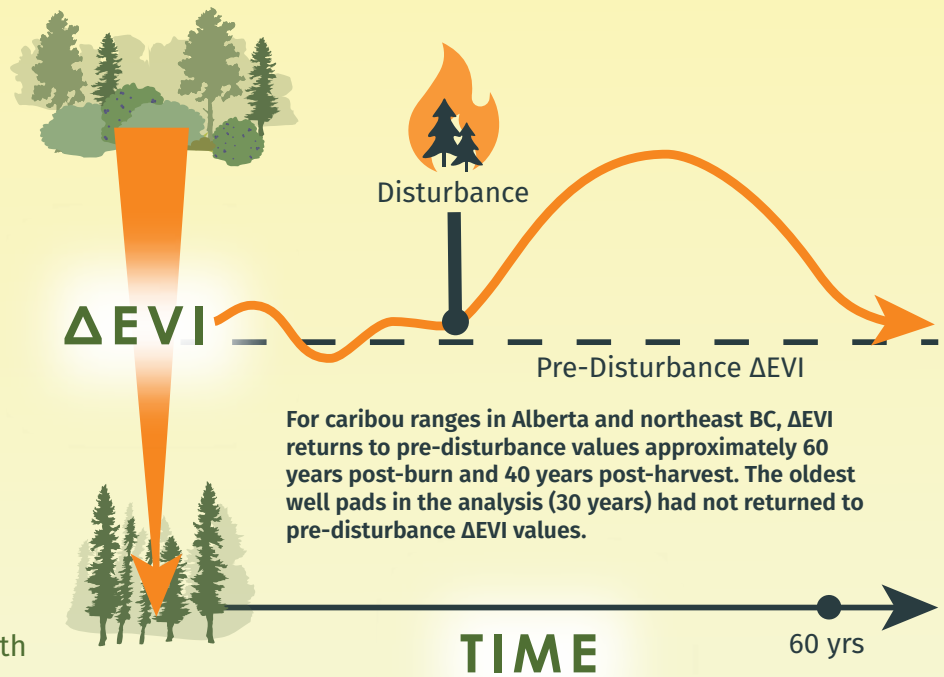 Disturbance
ΔEVI
Pre-Disturbance ΔEVI
For caribou ranges in Alberta and northeast BC, ΔEVI
returns to pre-disturbance values approximately 60
years post-burn and 40 years post-harvest. The oldest
well pads in the analysis (30 years) had not returned to
pre-disturbance ΔEVI values.
60 yrs
TIME